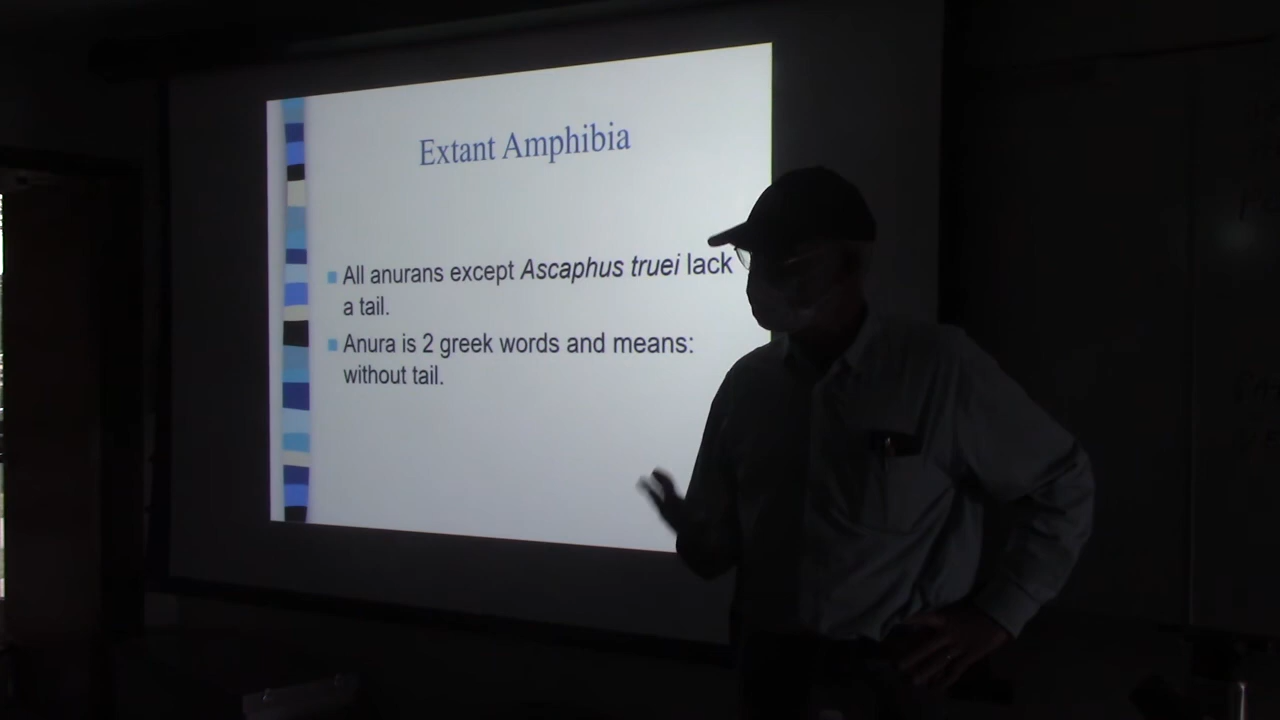 Extant Amphibia
All anurans except Ascaphus truei lack
a tail.
Anura is 2 greek words and means:
without tail.